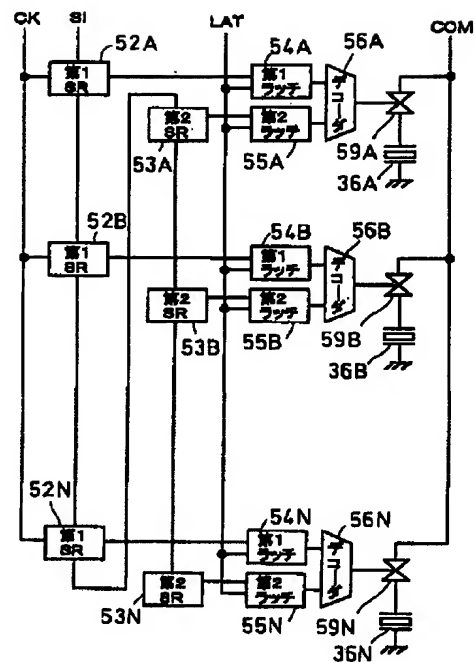 CK SI LAT COM
52A
54A
56A
第1
SR
第1
ラッチ
デコーダ
第2
SR
第2
ラッチ
53A
55A
59A
36A
52B
54B
56B
第1
SR
第1
ラッチ
デコーダ
第2
SR
第2
ラッチ
53B
55B
59B
36B
52N
54N
56N
第1
SR
第1
ラッチ
デコーダ
第2
SR
第2
ラッチ
53N
55N
59N
36N